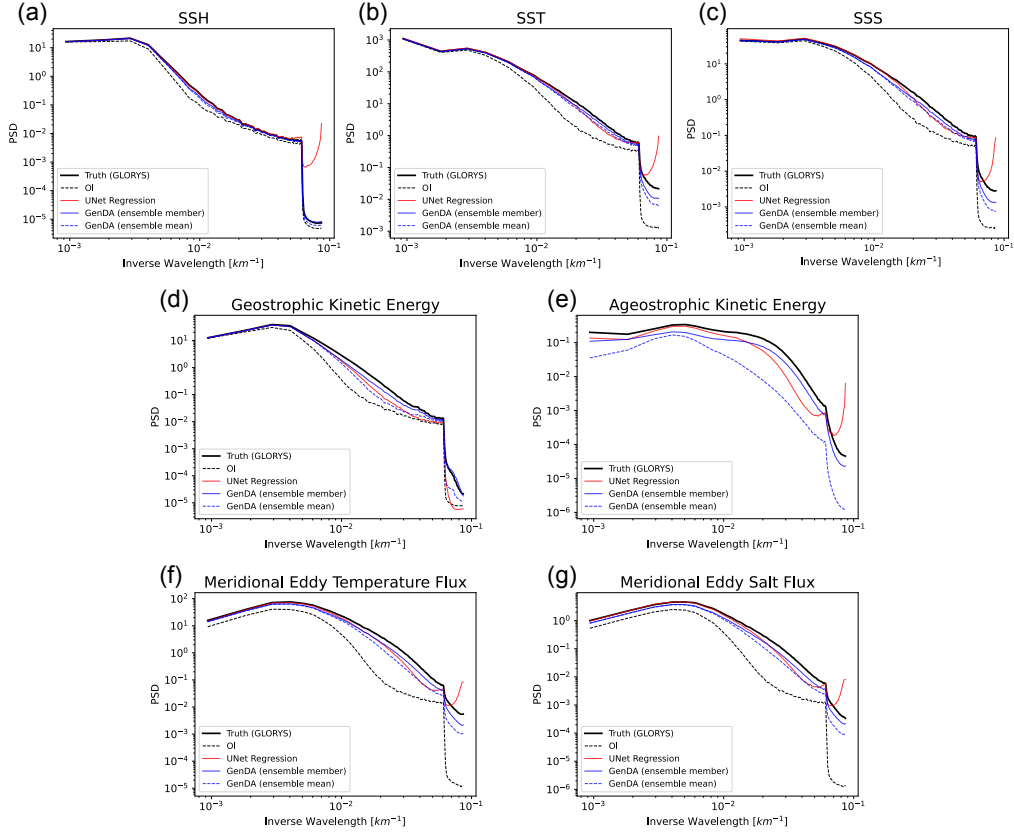 (a)
SSH
PSD
10^1
10^0
10^-1
10^-2
10^-3
10^-4
10^-5
Truth (GLORYS)
OI
UNet Regression
GenDA (ensemble member)
GenDA (ensemble mean)
10^-3
10^-2
10^-1
Inverse Wavelength [km^-1]
(b)
SST
PSD
10^3
10^2
10^1
10^0
10^-1
10^-2
10^-3
Truth (GLORYS)
OI
UNet Regression
GenDA (ensemble member)
GenDA (ensemble mean)
10^-3
10^-2
10^-1
Inverse Wavelength [km^-1]
(c)
SSS
PSD
10^1
10^-1
10^-3
Truth (GLORYS)
OI
UNet Regression
GenDA (ensemble member)
GenDA (ensemble mean)
10^-3
10^-2
10^-1
Inverse Wavelength [km^-1]
(d)
Geostrophic Kinetic Energy
PSD
10^1
10^0
10^-1
10^-2
10^-3
10^-4
10^-5
Truth (GLORYS)
OI
UNet Regression
GenDA (ensemble member)
GenDA (ensemble mean)
10^-3
10^-2
10^-1
Inverse Wavelength [km^-1]
(e)
Ageostrophic Kinetic Energy
PSD
10^-1
10^-2
10^-3
10^-4
10^-5
10^-6
Truth (GLORYS)
UNet Regression
GenDA (ensemble member)
GenDA (ensemble mean)
10^-3
10^-2
10^-1
Inverse Wavelength [km^-1]
(f)
Meridional Eddy Temperature Flux
PSD
10^2
10^1
10^0
10^-1
10^-2
10^-3
10^-4
10^-5
Truth (GLORYS)
OI
UNet Regression
GenDA (ensemble member)
GenDA (ensemble mean)
10^-3
10^-2
10^-1
Inverse Wavelength [km^-1]
(g)
Meridional Eddy Salt Flux
PSD
10^0
10^-1
10^-2
10^-3
10^-4
10^-5
10^-6
Truth (GLORYS)
OI
UNet Regression
GenDA (ensemble member)
GenDA (ensemble mean)
10^-3
10^-2
10^-1
Inverse Wavelength [km^-1]